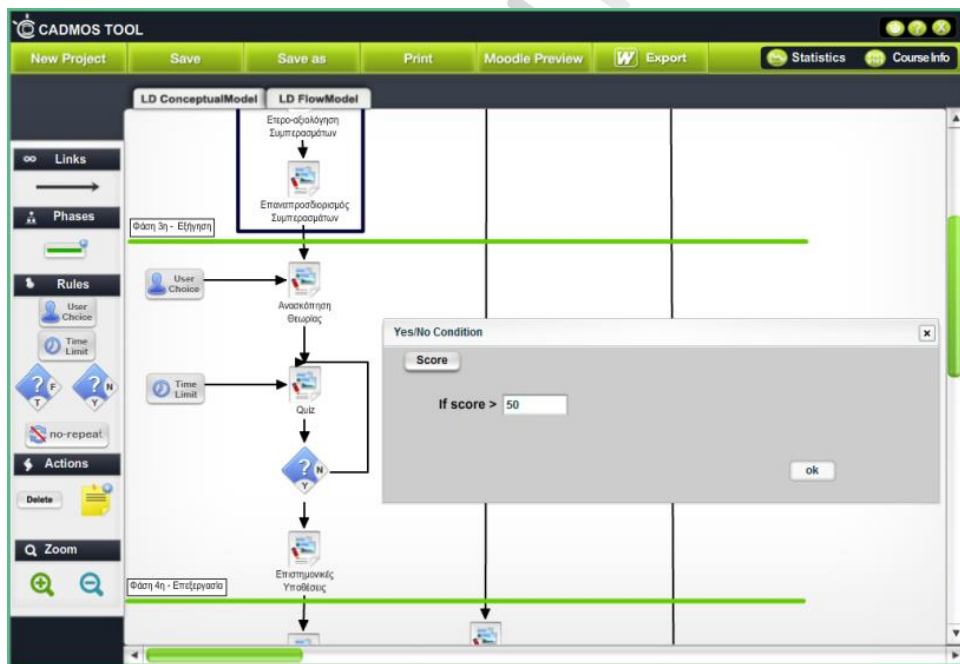 CADMOS TOOL
New Project Save Save as Print Moodle Preview W Export Statistics Course Info
LD ConceptualModel LD FlowModel
Links
Phases
Rules
User
Choice
Time
Limit
? F
T
? N
Y
no-repeat
Actions
Delete
Zoom
Ετερο-αξιολόγηση
Συμπερασμάτων
Επαναπροσδιορισμός
Συμπερασμάτων
Φάση 3η - Εξήγηση
User
Choice
Ανασκόπηση
Θεωρίας
Time
Limit
Quiz
? N
Y
Επιστημονικές
Υποθέσεις
Φάση 4η - Επεξεργασία
Yes/No Condition x
Score
If score > 50
ok